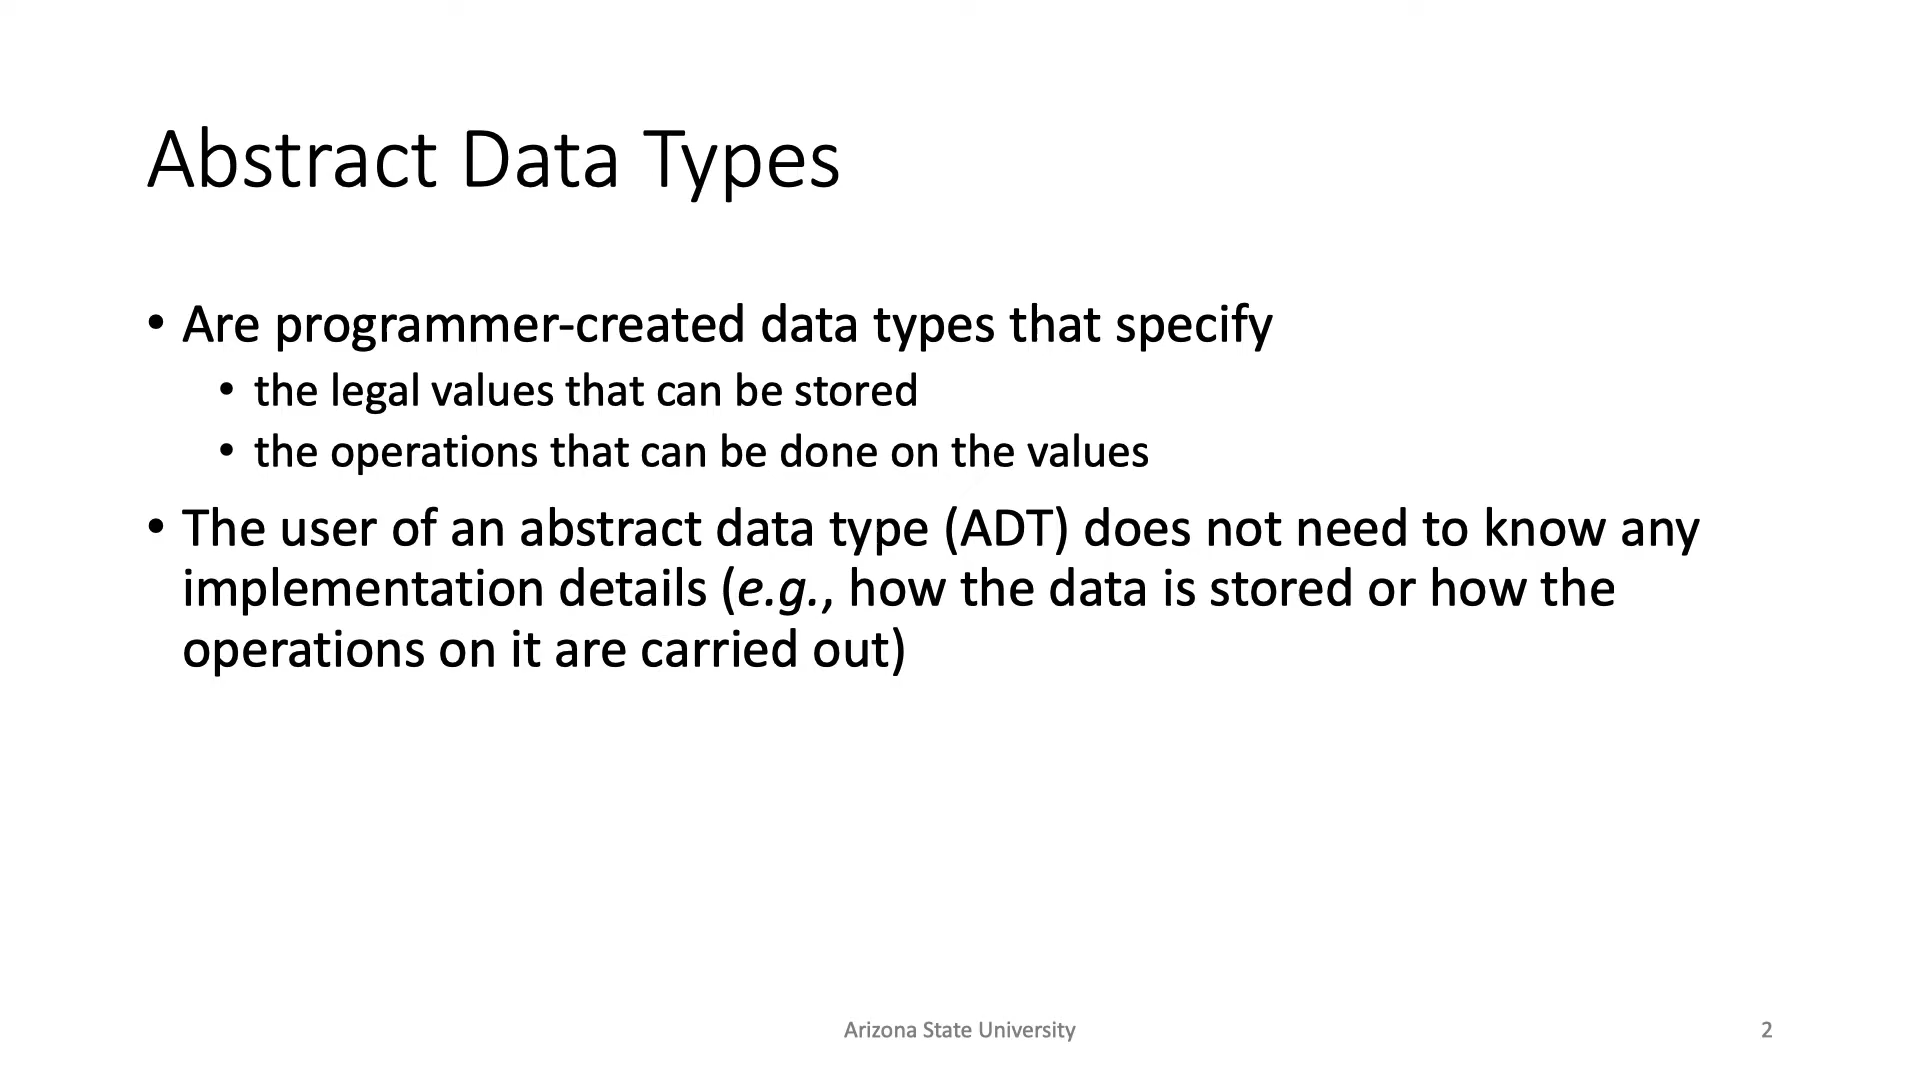 Abstract Data Types
• Are programmer-created data types that specify
• the legal values that can be stored
• the operations that can be done on the values
• The user of an abstract data type (ADT) does not need to know any
implementation details (e.g., how the data is stored or how the
operations on it are carried out)
Arizona State University
2